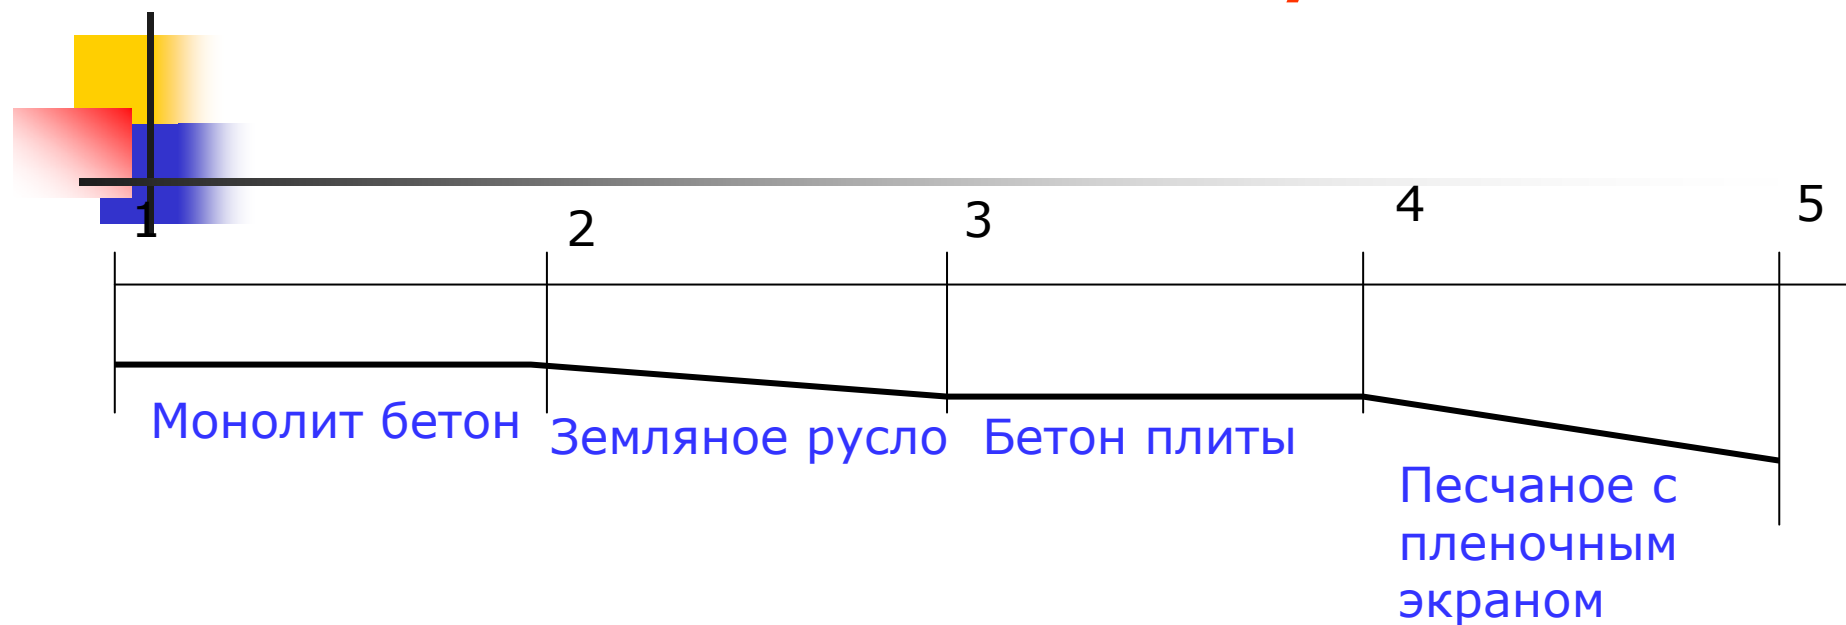 1
2
3
4
5
Монолит бетон
Земляное русло
Бетон плиты
Песчаное с
пленочным
экраном